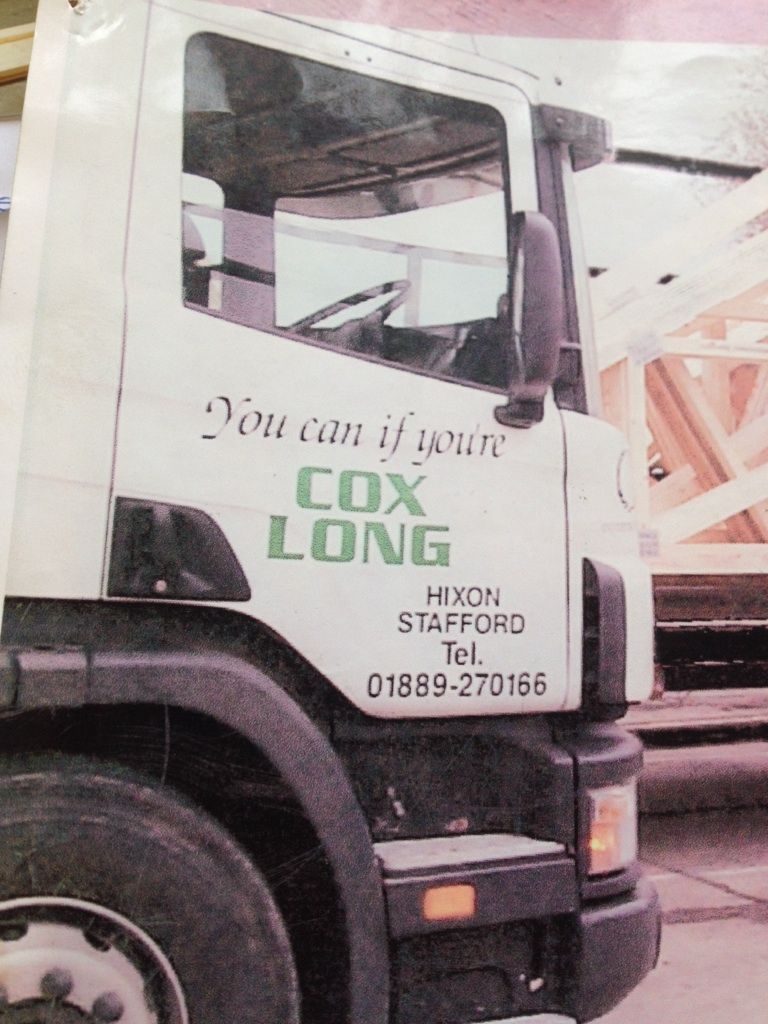 You can if you're
COX
LONG
HIXON
STAFFORD
Tel.
01889-270166